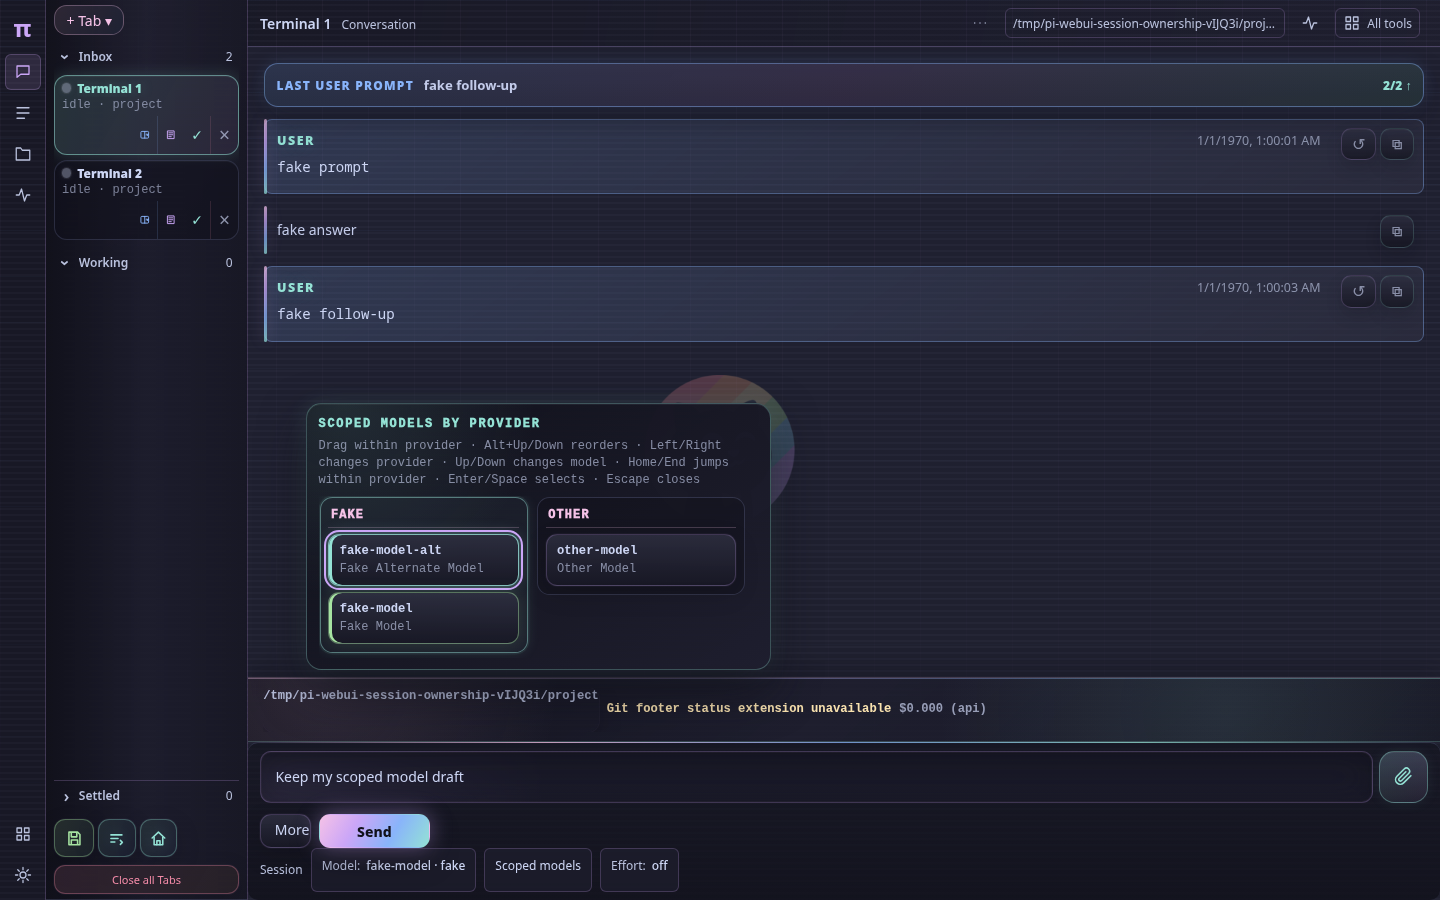 π
+ Tab ▾
Inbox 2
Terminal 1
idle · project
Terminal 2
idle · project
Working 0
Settled 0
Close all Tabs
Terminal 1 Conversation
··· /tmp/pi-webui-session-ownership-vIJQ3i/proj... All tools
LAST USER PROMPT fake follow-up 2/2 ↑
USER 1/1/1970, 1:00:01 AM
fake prompt
fake answer
USER 1/1/1970, 1:00:03 AM
fake follow-up
SCOPED MODELS BY PROVIDER
Drag within provider · Alt+Up/Down reorders · Left/Right
changes provider · Up/Down changes model · Home/End jumps
within provider · Enter/Space selects · Escape closes
FAKE
fake-model-alt
Fake Alternate Model
fake-model
Fake Model
OTHER
other-model
Other Model
/tmp/pi-webui-session-ownership-vIJQ3i/project
Git footer status extension unavailable $0.000 (api)
Keep my scoped model draft
More Send
Session Model: fake-model · fake Scoped models Effort: off